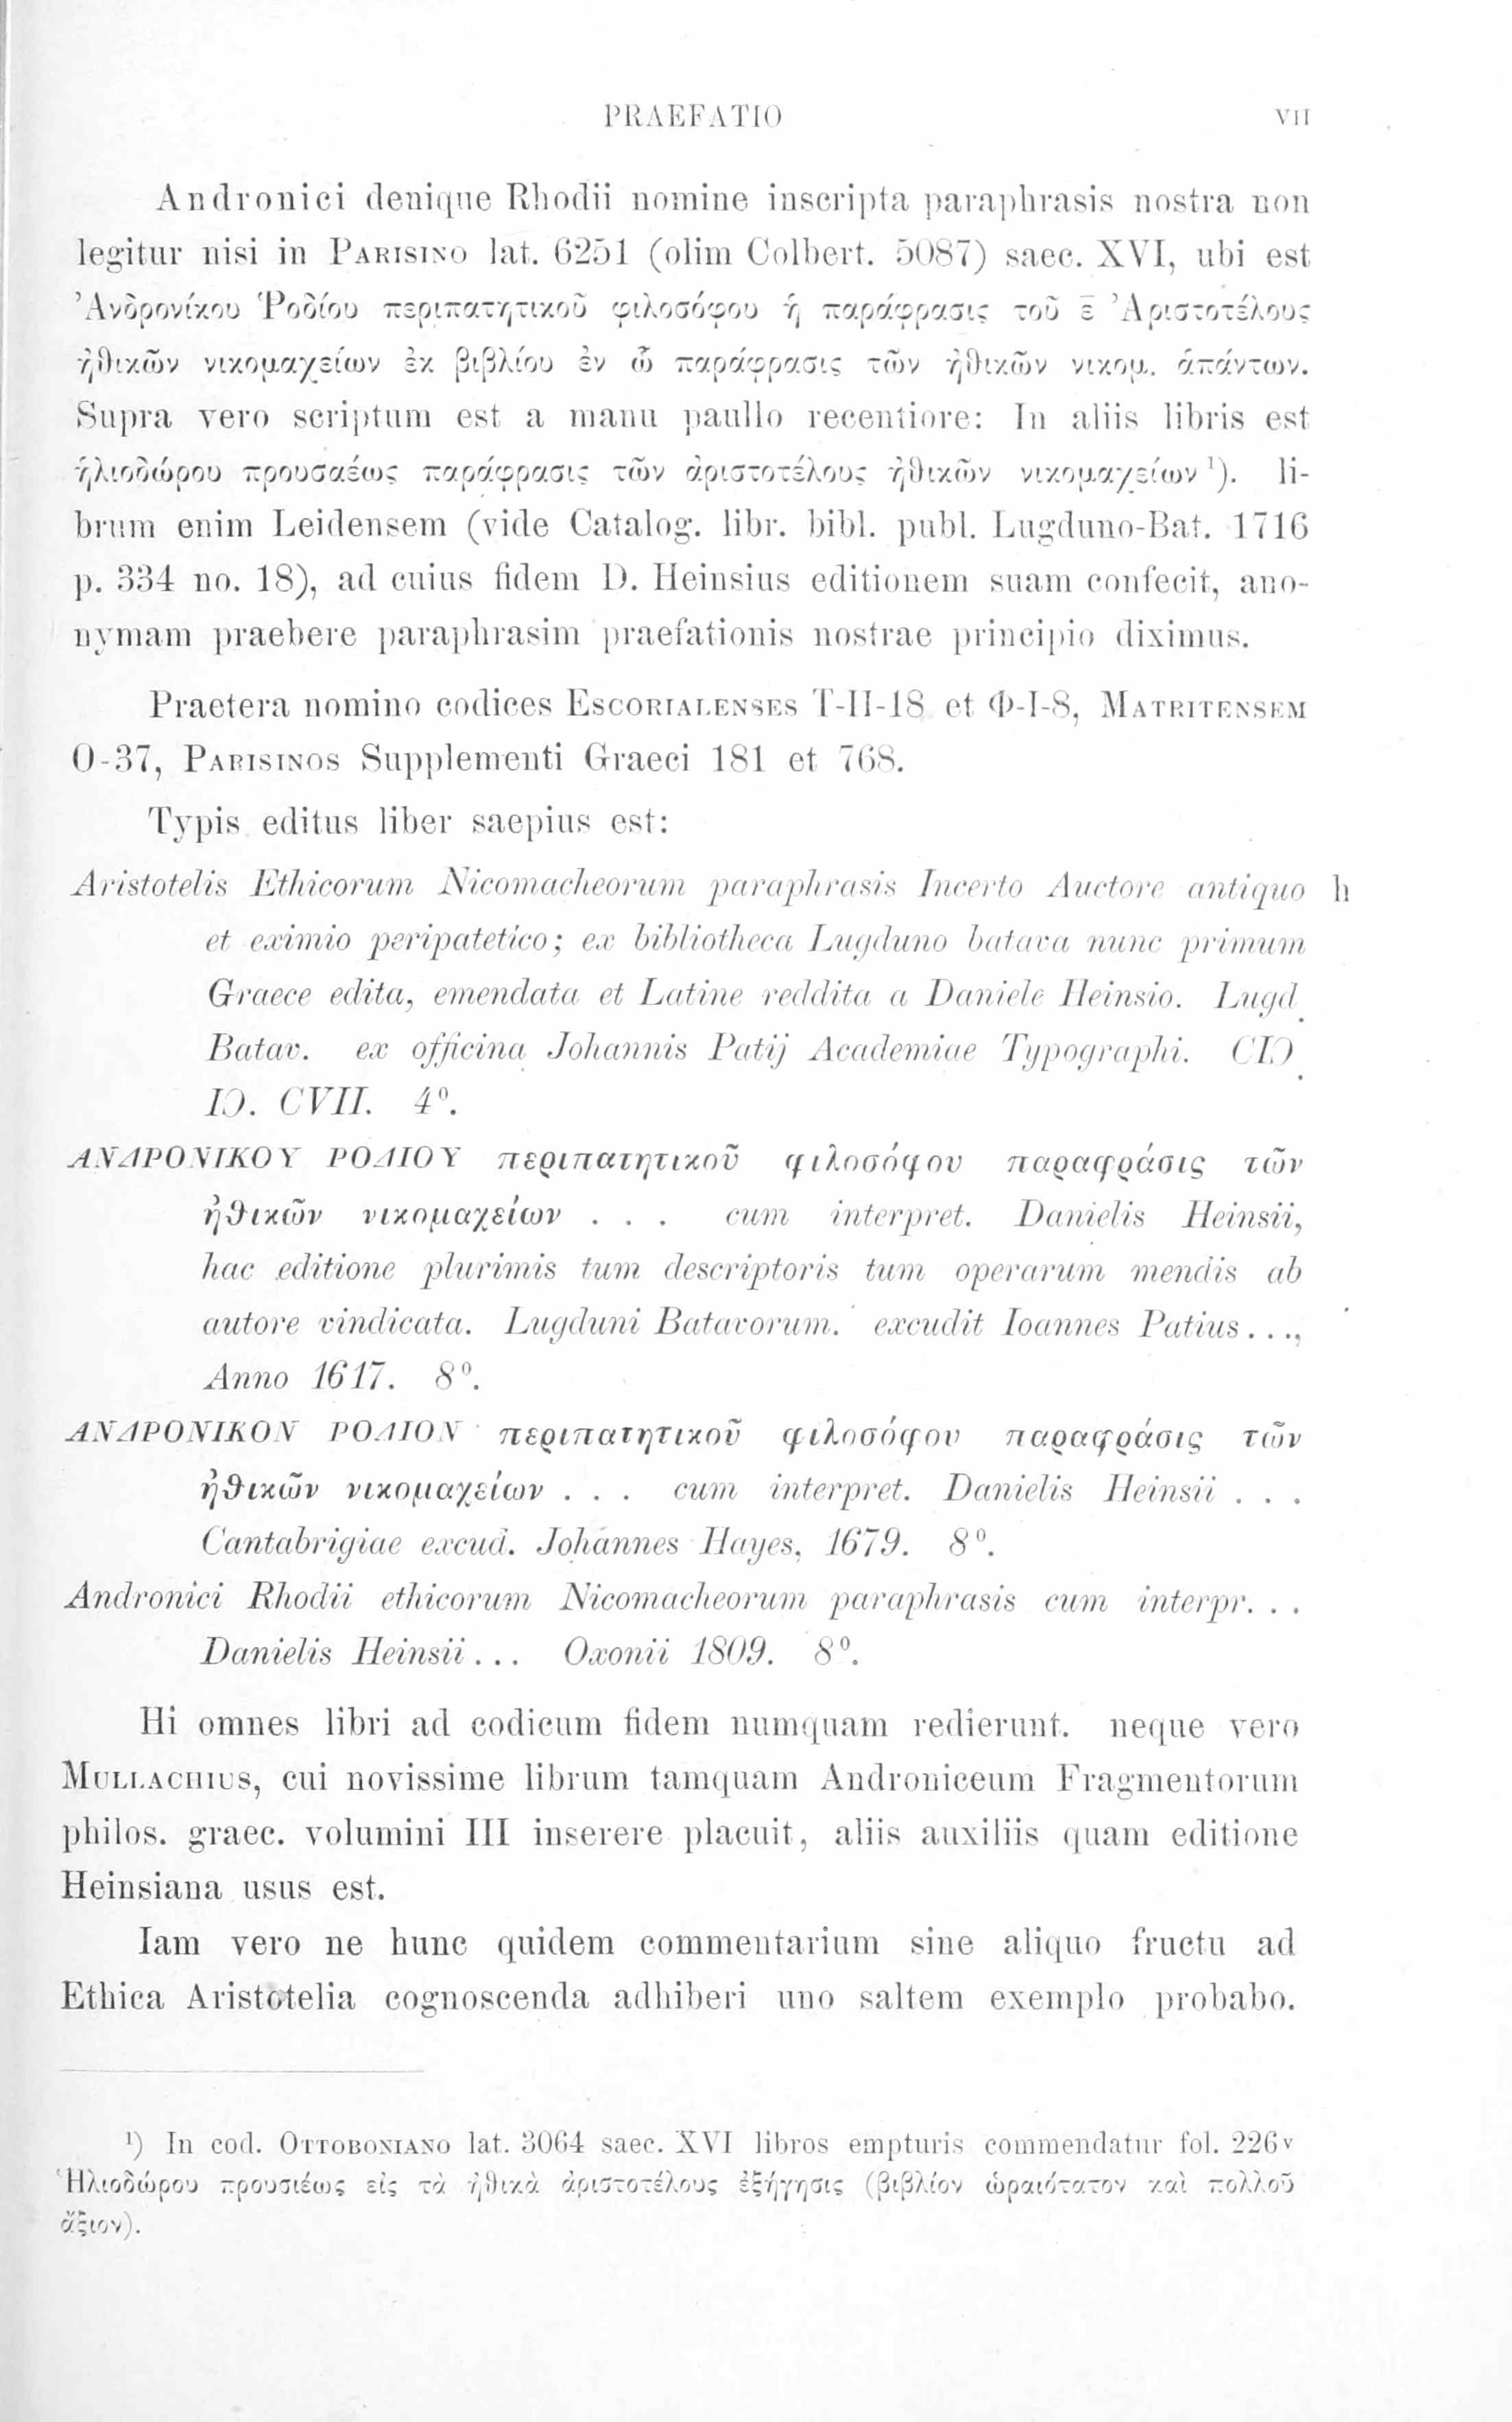 PRAEFATIO VII
Andronici denique Rhodii nomine inscripta paraphrasis nostra non
legitur nisi in PARISINO lat. 6251 (olim Colbert. 5087) saec. XVI, ubi est
Ἀνδρονίκου Ῥοδίου περιπατητικοῦ φιλοσόφου ἡ παράφρασις τοῦ ε̄ Ἀριστοτέλους
ἠθικῶν νικομαχείων ἐκ βιβλίου ἐν ᾧ παράφρασις τῶν ἠθικῶν νικομ. ἁπάντων.
Supra vero scriptum est a manu paullo recentiore: In aliis libris est
ἡλιοδώρου προυσαέως παράφρασις τῶν ἀριστοτέλους ἠθικῶν νικομαχείων ¹). li-
brum enim Leidensem (vide Catalog. libr. bibl. publ. Lugduno-Bat. 1716
p. 334 no. 18), ad cuius fidem D. Heinsius editionem suam confecit, ano-
nymam praebere paraphrasim praefationis nostrae principio diximus.
Praetera nomino codices ESCORIALENSES T-II-18 et Φ-I-8, MATRITENSEM
O-37, PARISINOS Supplementi Graeci 181 et 768.
Typis editus liber saepius est:
Aristotelis Ethicorum Nicomacheorum paraphrasis Incerto Auctore antiquo h
et eximio peripatetico; ex bibliotheca Lugduno batava nunc primum
Graece edita, emendata et Latine reddita a Daniele Heinsio. Lugd.
Batav. ex officina Johannis Patij Academiae Typographi. CIƆ.
IƆ. CVII. 4⁰.
ΑΝΔΡΟΝΙΚΟΥ ΡΟΔΙΟΥ περιπατητικοῦ φιλοσόφου παραφράσις τῶν
ἠθικῶν νικομαχείων . . . cum interpret. Danielis Heinsii,
hac editione plurimis tum descriptoris tum operarum mendis ab
autore vindicata. Lugduni Batavorum. excudit Ioannes Patius . . .,
Anno 1617. 8⁰.
ΑΝΔΡΟΝΙΚΟΝ ΡΟΔΙΟΝ περιπατητικοῦ φιλοσόφου παραφράσις τῶν
ἠθικῶν νικομαχείων . . . cum interpret. Danielis Heinsii . . .
Cantabrigiae excud. Johannes Hayes, 1679. 8⁰.
Andronici Rhodii ethicorum Nicomacheorum paraphrasis cum interpr. . .
Danielis Heinsii . . . Oxonii 1809. 8⁰.
Hi omnes libri ad codicum fidem numquam redierunt. neque vero
MULLACHIUS, cui novissime librum tamquam Androniceum Fragmentorum
philos. graec. volumini III inserere placuit, aliis auxiliis quam editione
Heinsiana usus est.
Iam vero ne hunc quidem commentarium sine aliquo fructu ad
Ethica Aristotelia cognoscenda adhiberi uno saltem exemplo probabo.
¹) In cod. OTTOBONIANO lat. 3064 saec. XVI libros empturis commendatur fol. 226v
Ἡλιοδώρου προυσιέως εἰς τὰ ἠθικὰ ἀριστοτέλους ἐξήγησις (βιβλίον ὡραιότατον καὶ πολλοῦ
ἄξιον).